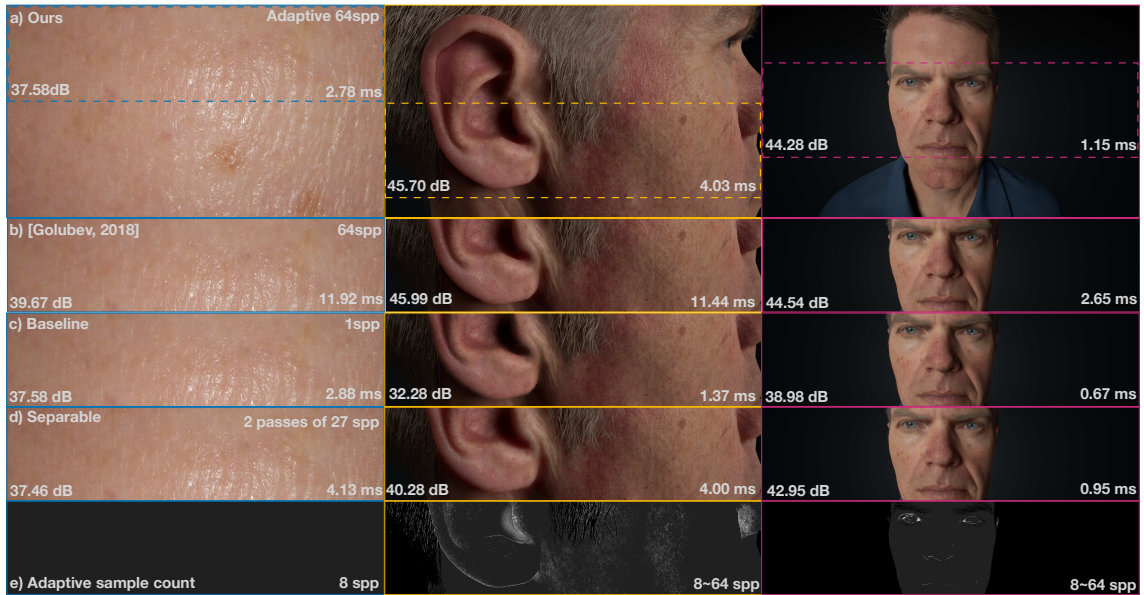 a) Ours
Adaptive 64spp
37.58dB
2.78 ms
45.70 dB
4.03 ms
44.28 dB
1.15 ms
b) [Golubev, 2018]
64spp
39.67 dB
11.92 ms
45.99 dB
11.44 ms
44.54 dB
2.65 ms
c) Baseline
1spp
37.58 dB
2.88 ms
32.28 dB
1.37 ms
38.98 dB
0.67 ms
d) Separable
2 passes of 27 spp
37.46 dB
4.13 ms
40.28 dB
4.00 ms
42.95 dB
0.95 ms
e) Adaptive sample count
8 spp
8~64 spp
8~64 spp